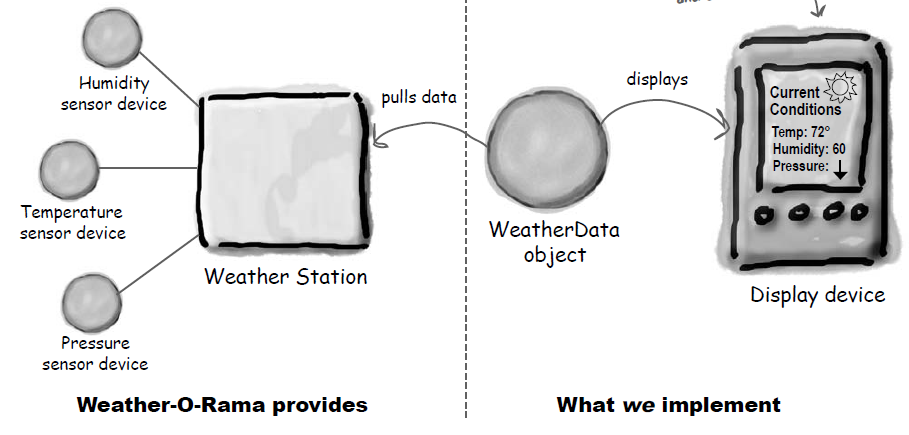 Humidity
sensor device
Temperature
sensor device
Pressure
sensor device
Weather Station
pulls data
WeatherData
object
displays
Current
Conditions
Temp: 72°
Humidity: 60
Pressure:
Display device
Weather-O-Rama provides
What we implement